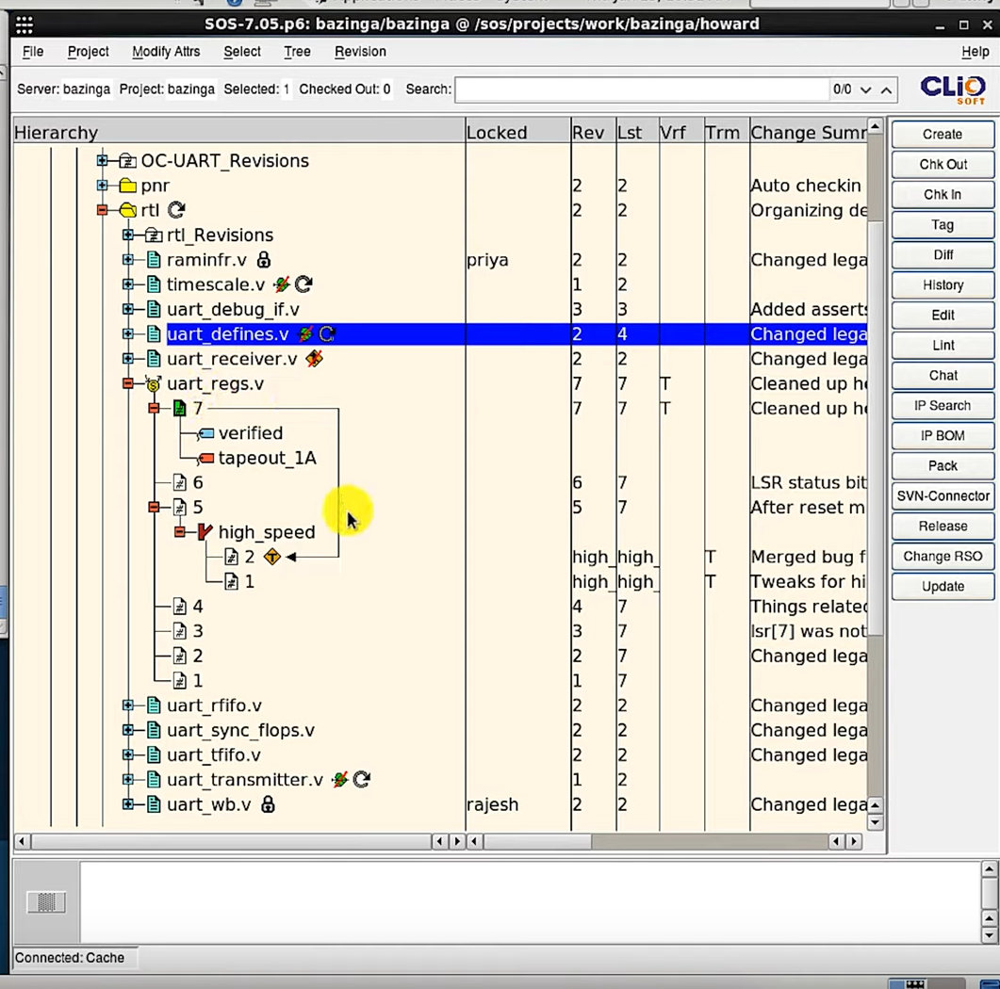 SOS-7.05.p6: bazinga/bazinga @ /sos/projects/work/bazinga/howard
File Project Modify Attrs Select Tree Revision Help
Server: bazinga Project: bazinga Selected: 1 Checked Out: 0 Search: 0/0 CLiO SOFT
Hierarchy Locked Rev Lst Vrf Trm Change Sumr
OC-UART_Revisions
pnr 2 2 Auto checkin
rtl 2 2 Organizing de
rtl_Revisions
raminfr.v priya 2 2 Changed lega
timescale.v 1 2
uart_debug_if.v 3 3 Added asserts
uart_defines.v 2 4 Changed lega
uart_receiver.v 2 2 Changed lega
uart_regs.v 7 7 T Cleaned up he
7 7 7 T Cleaned up he
verified
tapeout_1A
6 6 7 LSR status bit
5 5 7 After reset m
high_speed
2 T high_ high_ T Merged bug f
1 high_ high_ T Tweaks for hi
4 4 7 Things related
3 3 7 lsr[7] was not
2 2 7 Changed lega
1 1 7
uart_rfifo.v 2 2 Changed lega
uart_sync_flops.v 2 2 Changed lega
uart_tfifo.v 2 2 Changed lega
uart_transmitter.v 1 2
uart_wb.v rajesh 2 2 Changed lega
Create
Chk Out
Chk In
Tag
Diff
History
Edit
Lint
Chat
IP Search
IP BOM
Pack
SVN-Connector
Release
Change RSO
Update
Connected: Cache